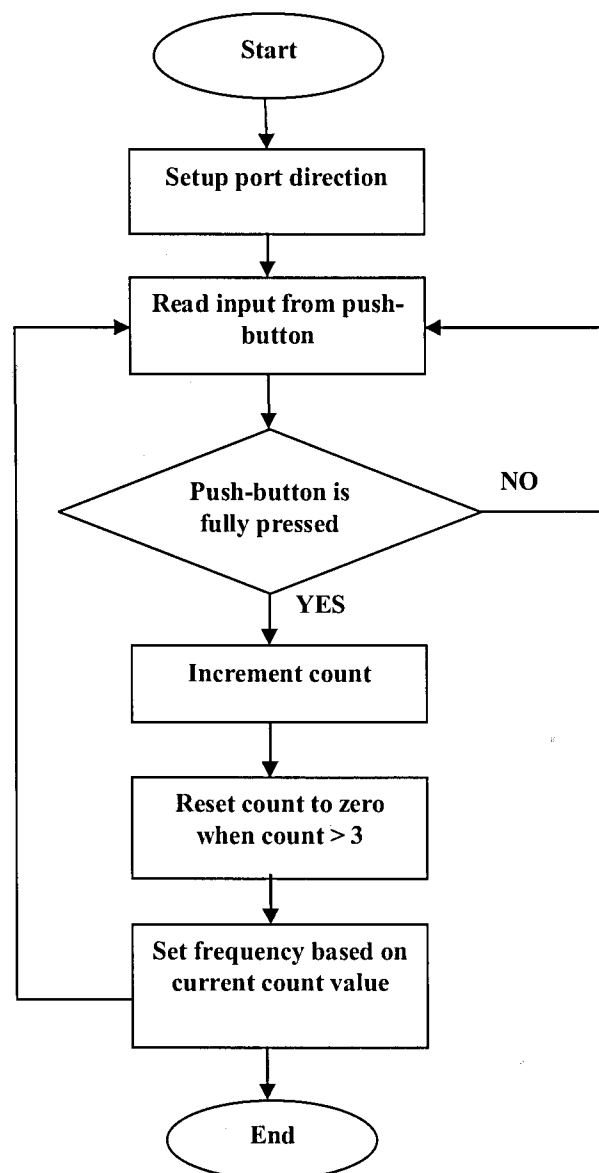 Start
Setup port direction
Read input from push-
button
Push-button is
fully pressed
NO
YES
Increment count
Reset count to zero
when count > 3
Set frequency based on
current count value
End